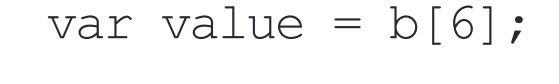 var value = b[6];